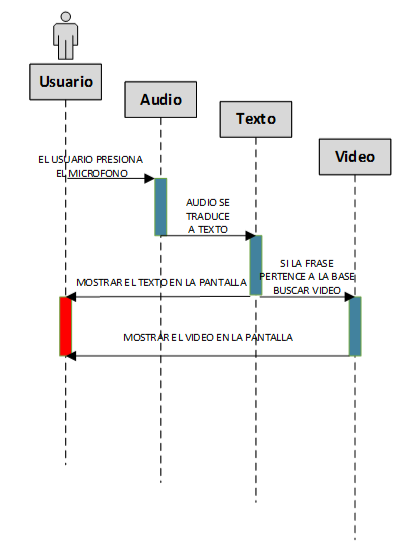 Usuario
Audio
Texto
Video
EL USUARIO PRESIONA
EL MICROFONO
AUDIO SE
TRADUCE
A TEXTO
SI LA FRASE
PERTENCE A LA BASE
BUSCAR VIDEO
MOSTRAR EL TEXTO EN LA PANTALLA
MOSTRAR EL VIDEO EN LA PANTALLA